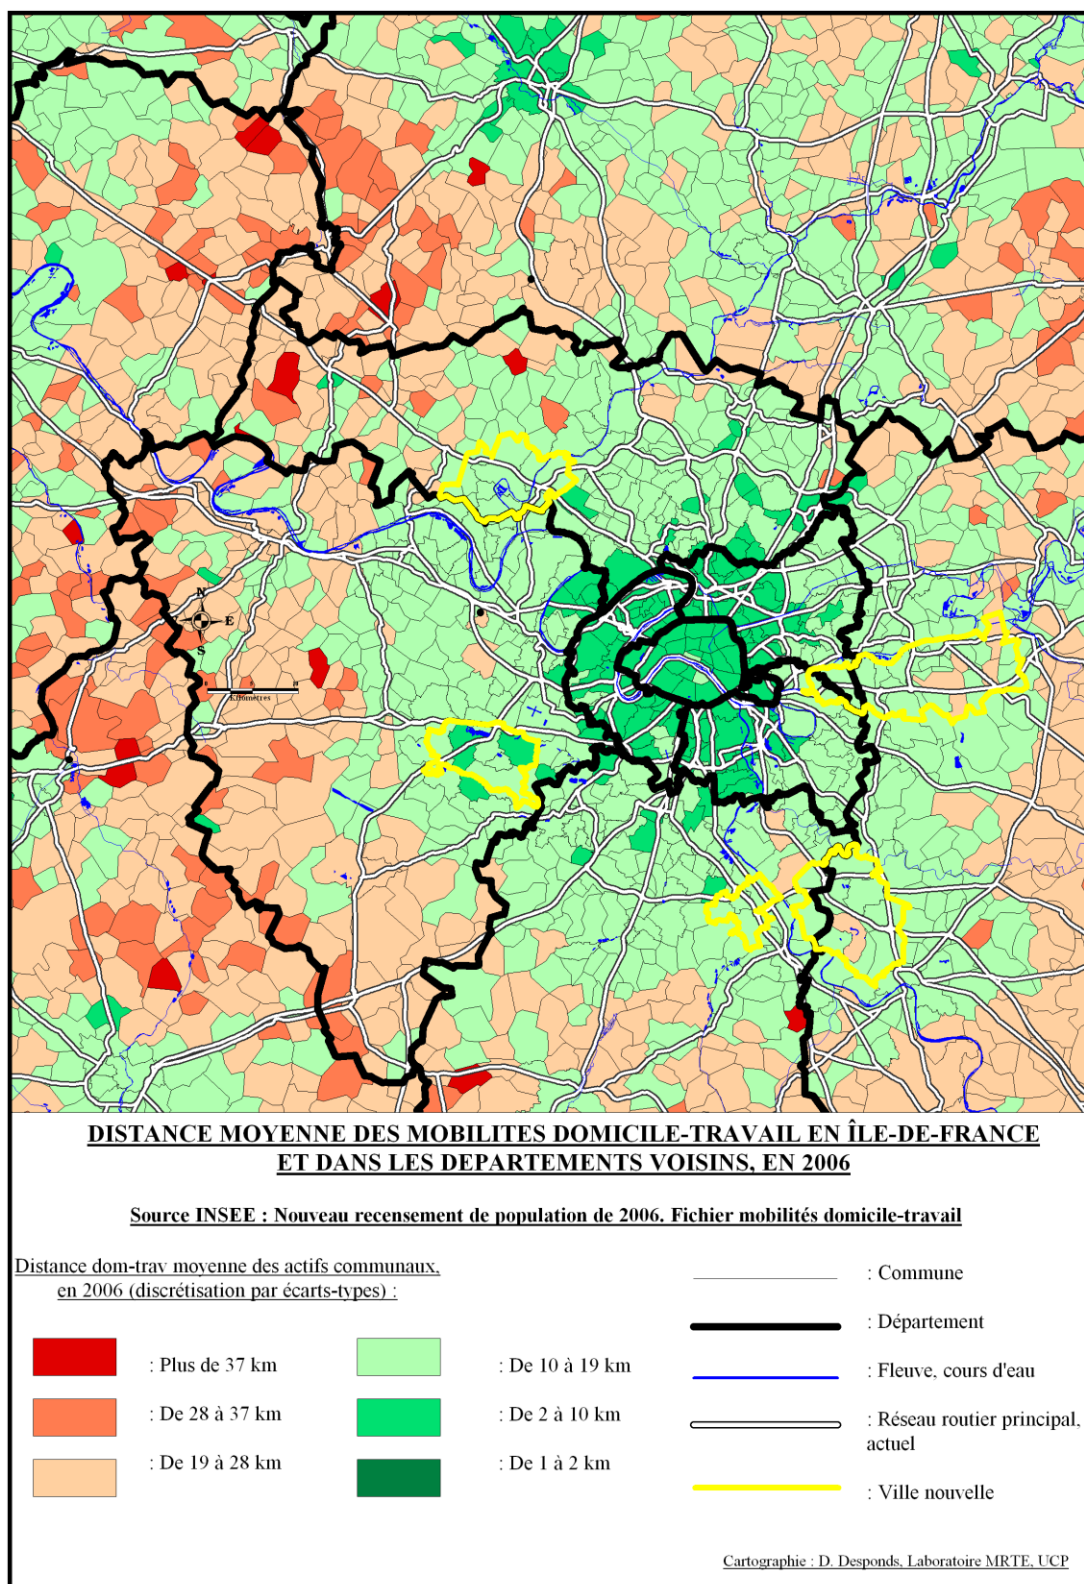 N
E
S
Kilomètres
DISTANCE MOYENNE DES MOBILITES DOMICILE-TRAVAIL EN ÎLE-DE-FRANCE
ET DANS LES DEPARTEMENTS VOISINS, EN 2006
Source INSEE : Nouveau recensement de population de 2006. Fichier mobilités domicile-travail
Distance dom-trav moyenne des actifs communaux,
en 2006 (discrétisation par écarts-types) :
: Plus de 37 km
: De 28 à 37 km
: De 19 à 28 km
: De 10 à 19 km
: De 2 à 10 km
: De 1 à 2 km
: Commune
: Département
: Fleuve, cours d'eau
: Réseau routier principal,
actuel
: Ville nouvelle
Cartographie : D. Desponds, Laboratoire MRTE, UCP